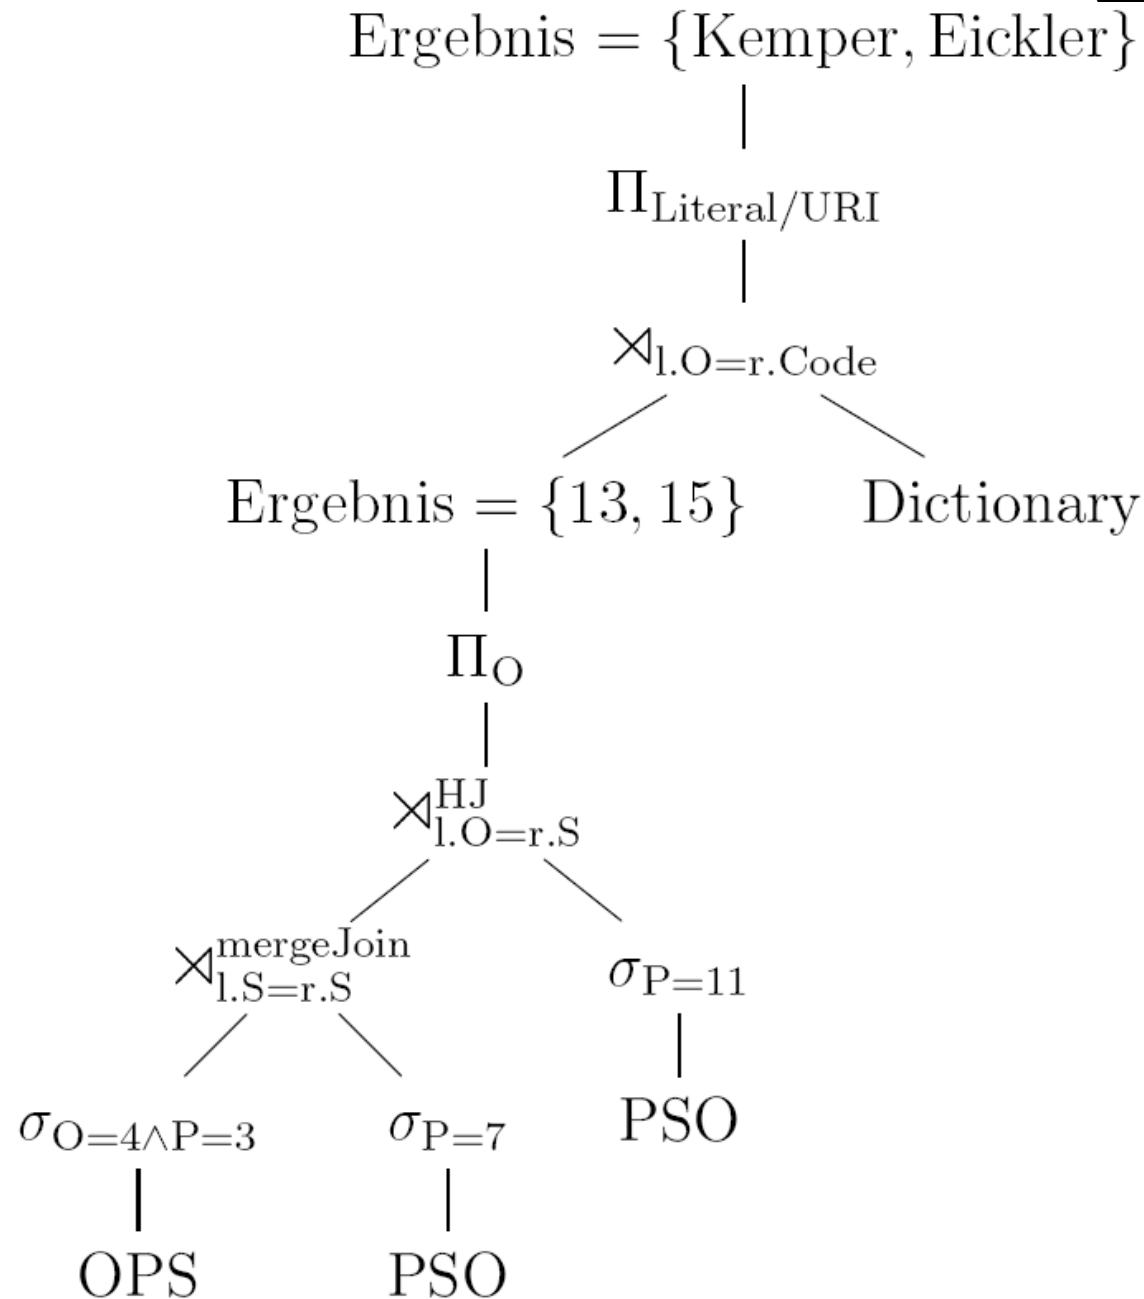 Ergebnis = {Kemper, Eickler}
Π_Literal/URI
⋊_l.O=r.Code
Ergebnis = {13, 15} Dictionary
Π_O
⋊^HJ_l.O=r.S
⋊^mergeJoin_l.S=r.S σ_P=11
σ_O=4∧P=3 σ_P=7 PSO
OPS PSO